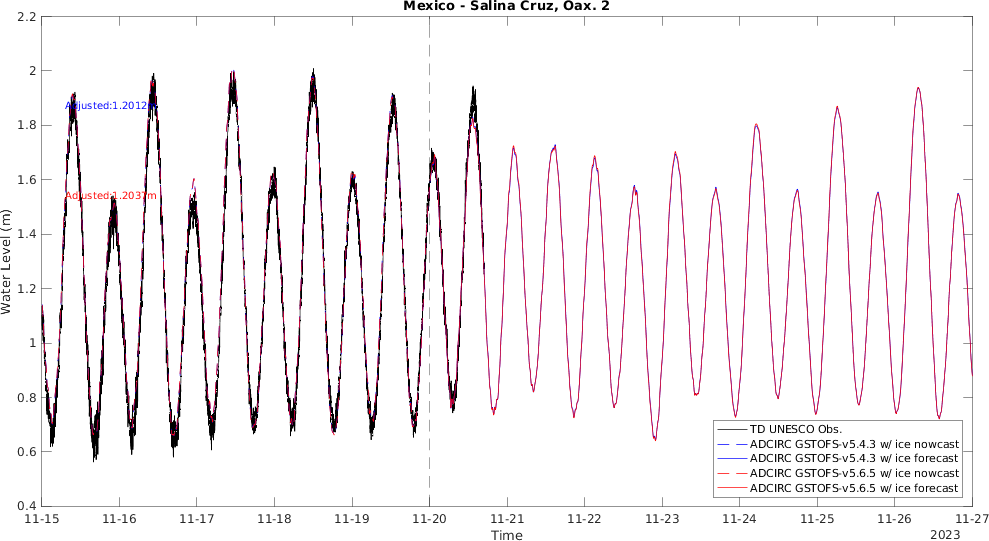 Mexico - Salina Cruz, Oax. 2
2.2
2
1.8
1.6
1.4
1.2
1
0.8
0.6
0.4
Water Level (m)
Adjusted:1.2012m
Adjusted:1.2037m
TD UNESCO Obs.
ADCIRC GSTOFS-v5.4.3 w/ ice nowcast
ADCIRC GSTOFS-v5.4.3 w/ ice forecast
ADCIRC GSTOFS-v5.6.5 w/ ice nowcast
ADCIRC GSTOFS-v5.6.5 w/ ice forecast
11-15 11-16 11-17 11-18 11-19 11-20 11-21 11-22 11-23 11-24 11-25 11-26 11-27
Time
2023